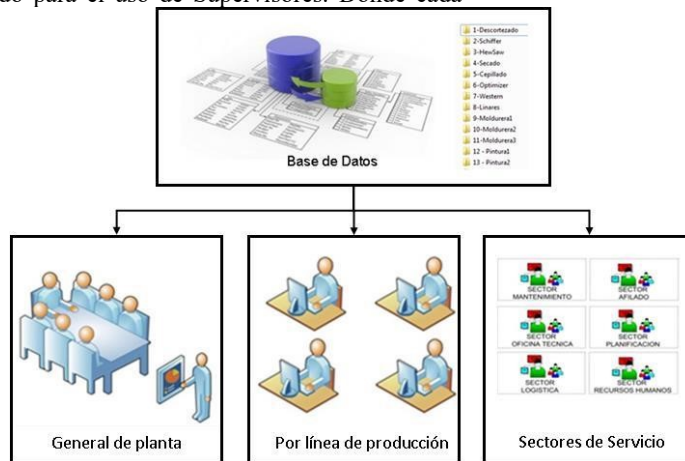 do para el uso de Supervisores. Donde cada
1-Descortezado
2-Schiffer
3-HewSaw
4-Secado
5-Cepillado
6-Optimizer
7-Western
8-Linares
9-Moldurera1
10-Moldurera2
11-Moldurera3
12 - Pintura1
13 - Pintura2
Base de Datos
General de planta
Por línea de producción
SECTOR
MANTENIMIENTO
SECTOR
AFILADO
SECTOR
OFICINA TECNICA
SECTOR
PLANIFICACION
SECTOR
LOGISTICA
SECTOR
RECURSOS HUMANOS
Sectores de Servicio